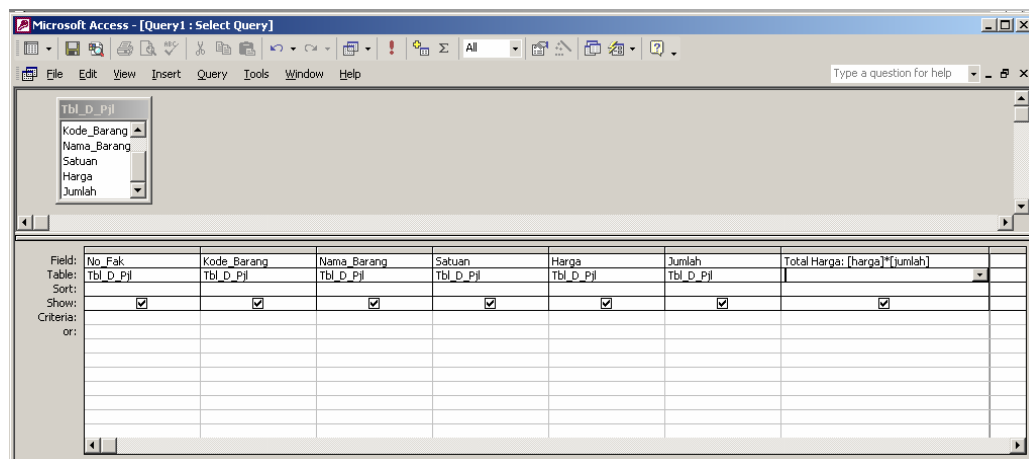 Microsoft Access - [Query1 : Select Query]
All
File Edit View Insert Query Tools Window Help Type a question for help
Tbl_D_Pjl
Kode_Barang
Nama_Barang
Satuan
Harga
Jumlah
Field: No_Fak Kode_Barang Nama_Barang Satuan Harga Jumlah Total Harga: [harga]*[jumlah]
Table: Tbl_D_Pjl Tbl_D_Pjl Tbl_D_Pjl Tbl_D_Pjl Tbl_D_Pjl Tbl_D_Pjl
Sort:
Show:
Criteria:
or: